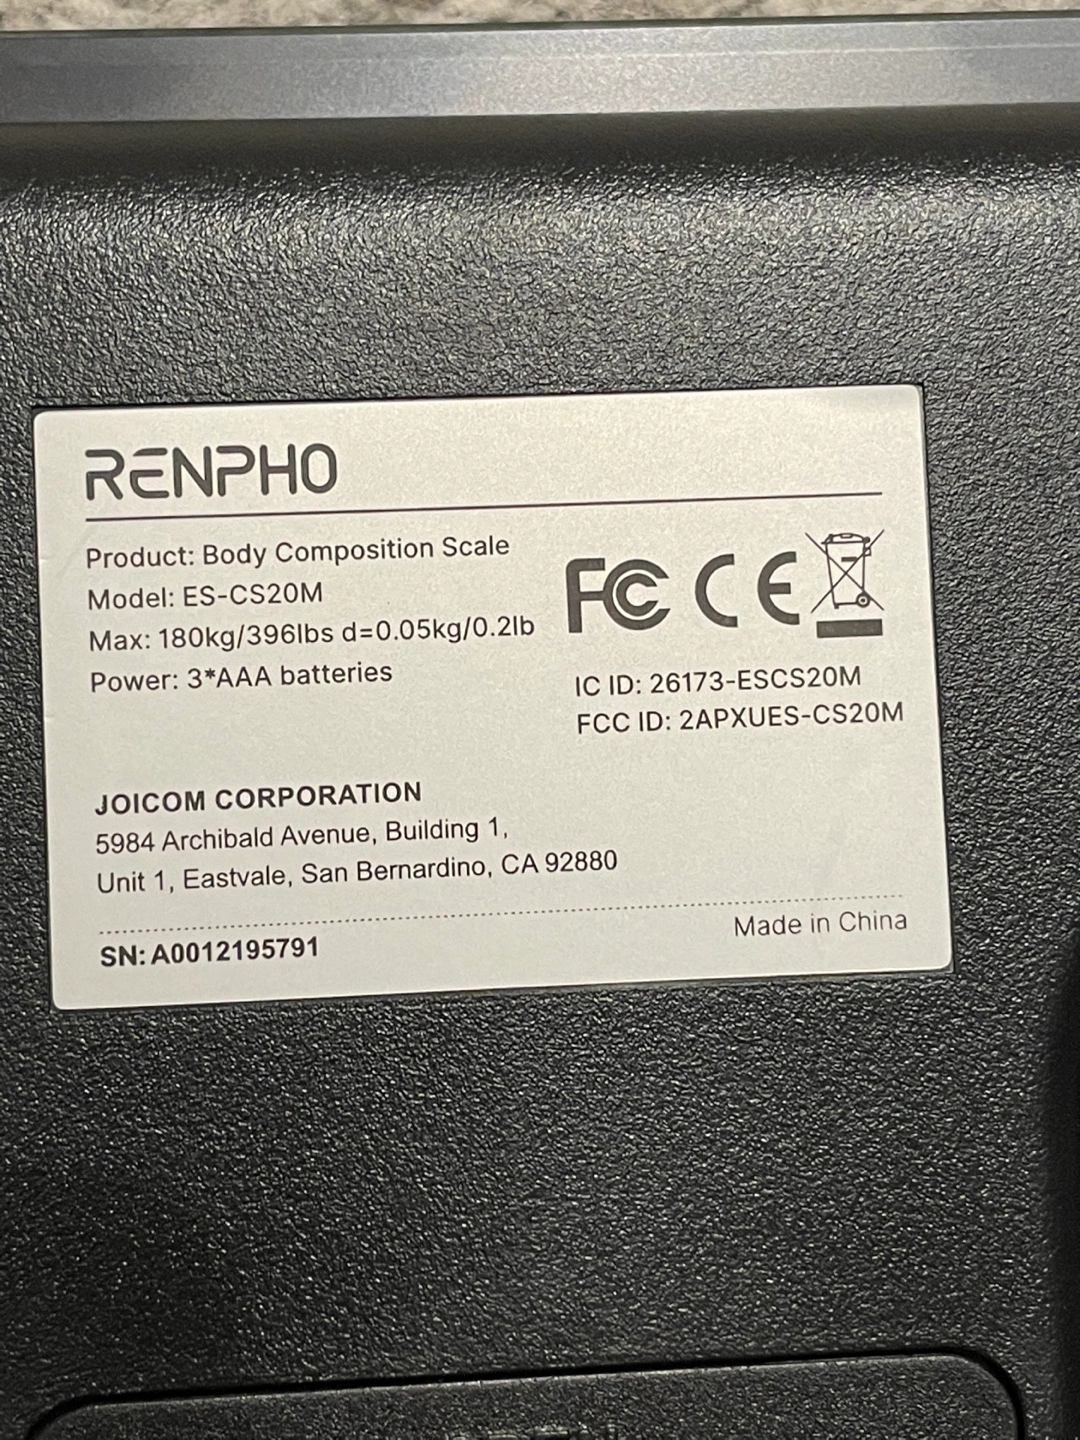 RENPHO
Product: Body Composition Scale
Model: ES-CS20M
Max: 180kg/396lbs d=0.05kg/0.2lb
Power: 3*AAA batteries
FC CE
IC ID: 26173-ESCS20M
FCC ID: 2APXUES-CS20M
JOICOM CORPORATION
5984 Archibald Avenue, Building 1,
Unit 1, Eastvale, San Bernardino, CA 92880
SN: A0012195791
Made in China